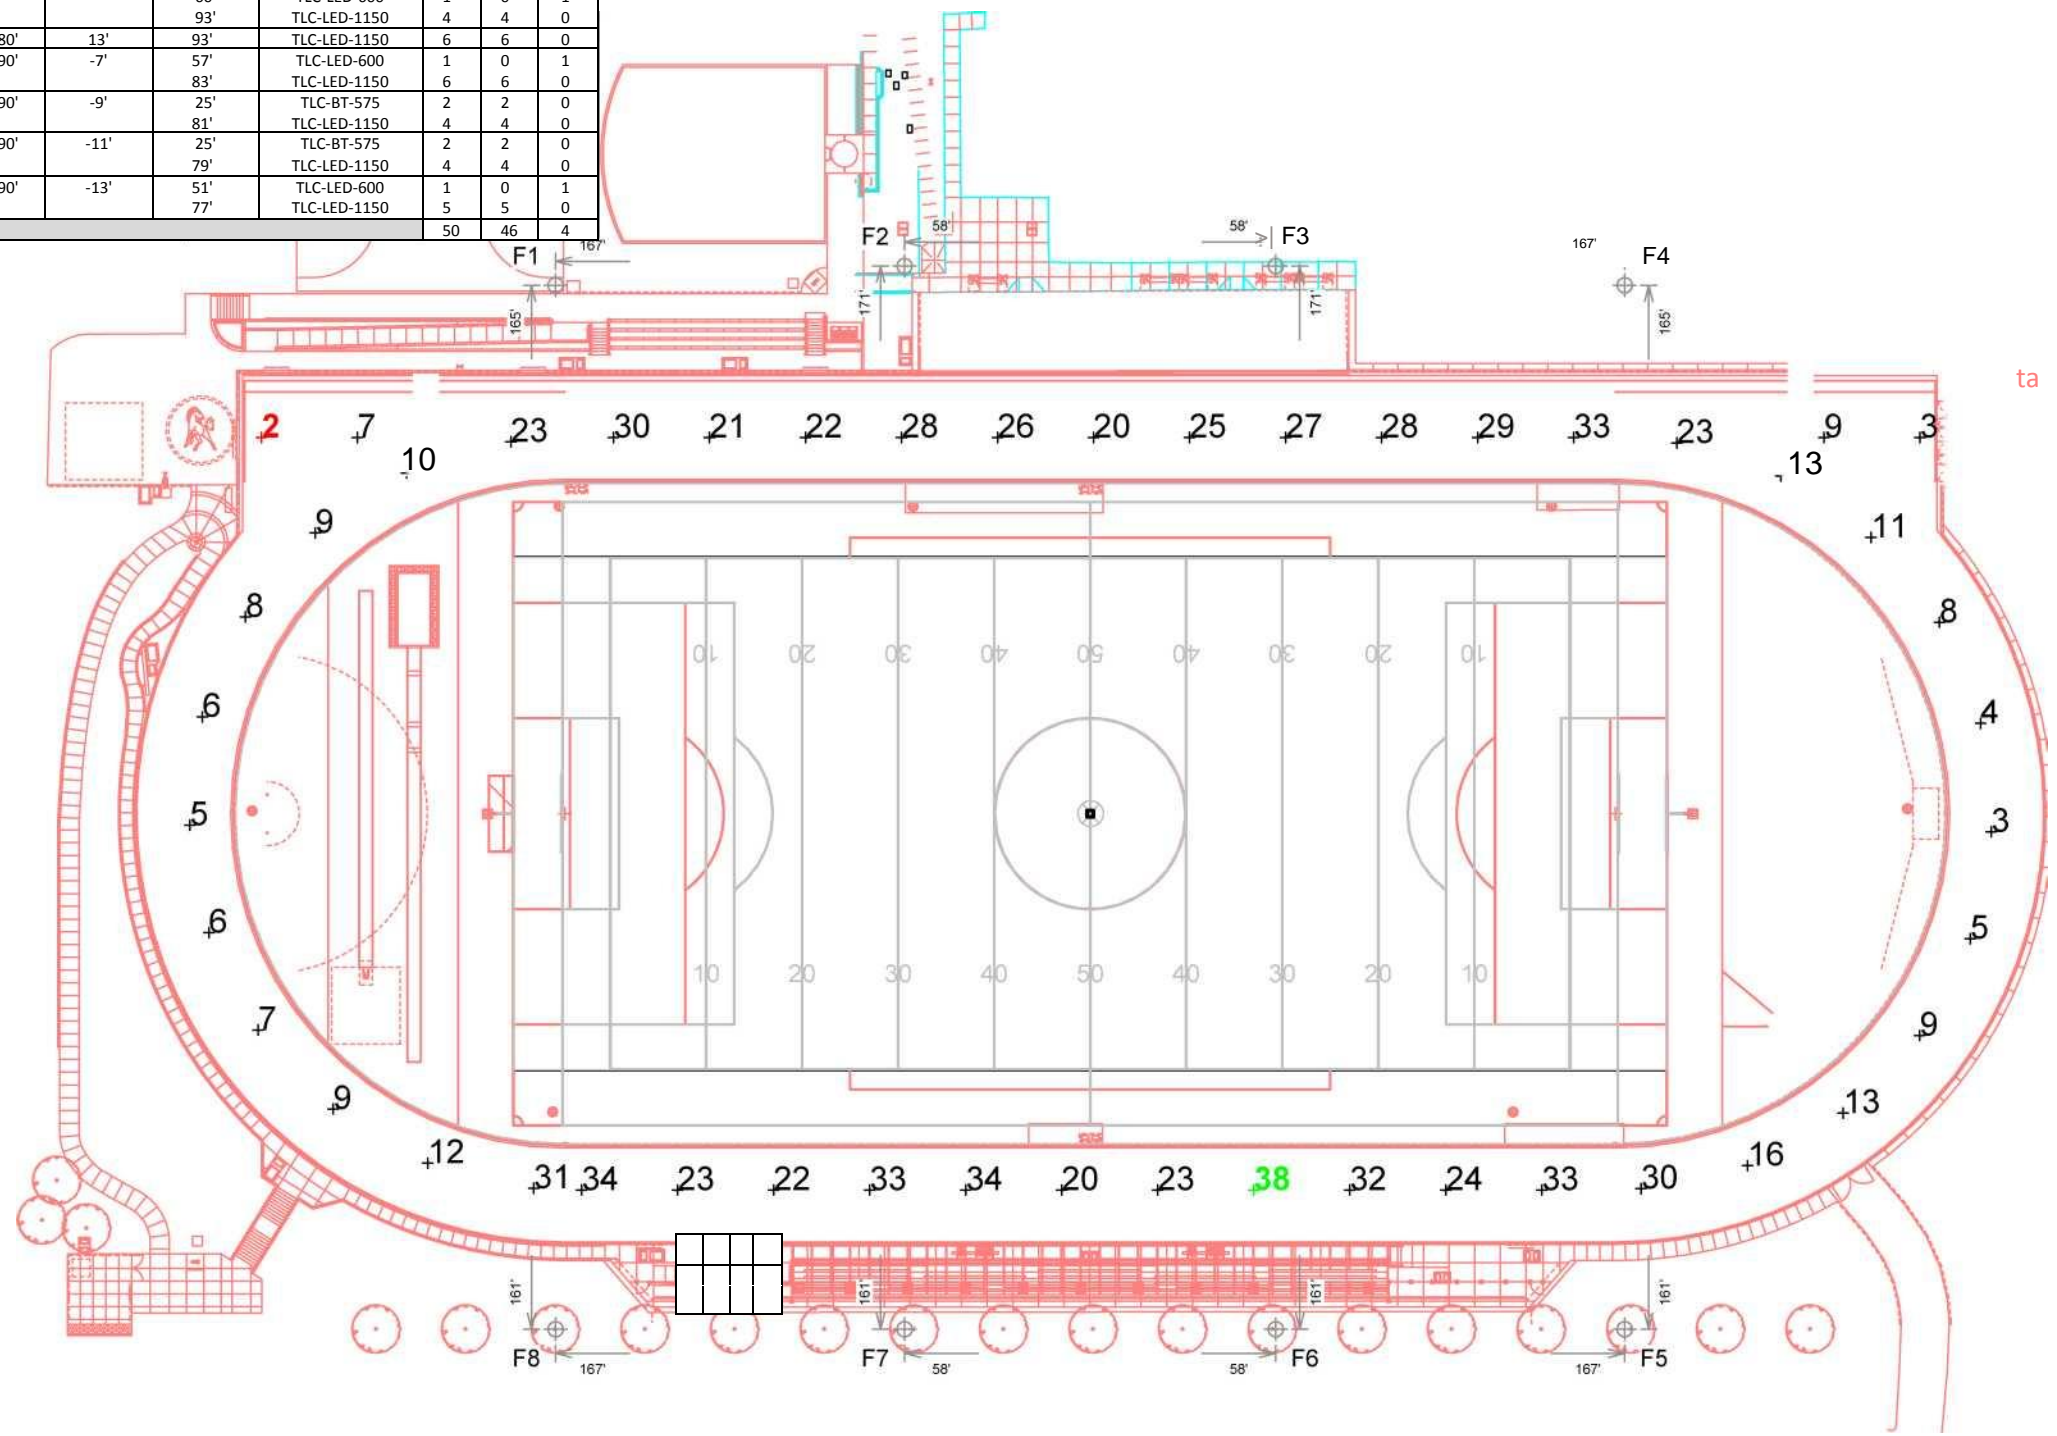 93' TLC-LED-1150 4 4 0
80' 13' 93' TLC-LED-1150 6 6 0
90' -7' 57' TLC-LED-600 1 0 1
83' TLC-LED-1150 6 6 0
90' -9' 25' TLC-BT-575 2 2 0
81' TLC-LED-1150 4 4 0
90' -11' 25' TLC-BT-575 2 2 0
79' TLC-LED-1150 4 4 0
90' -13' 51' TLC-LED-600 1 0 1
77' TLC-LED-1150 5 5 0
50 46 4
F1 167' F2 58' 58' F3 167' F4
165' 171' 171' 165'
ta
2 7 23 30 21 22 28 26 20 25 27 28 29 33 23 9 3
10 13
9 11
8 8
6 4
10 20 30 40 50 40 30 20 10
5 3
6 5
10 20 30 40 50 40 30 20 10
7 9
9 13
12 16
31 34 23 22 33 34 20 23 38 32 24 33 30
161' 161' 161' 161'
F8 167' F7 58' 58' F6 167' F5